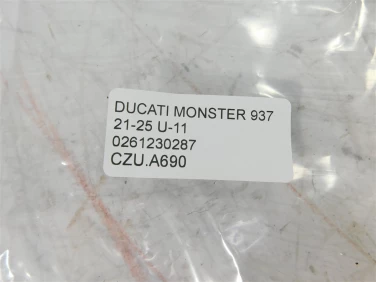 DUCATI MONSTER 937
21-25 U-11
0261230287
CZU.A690